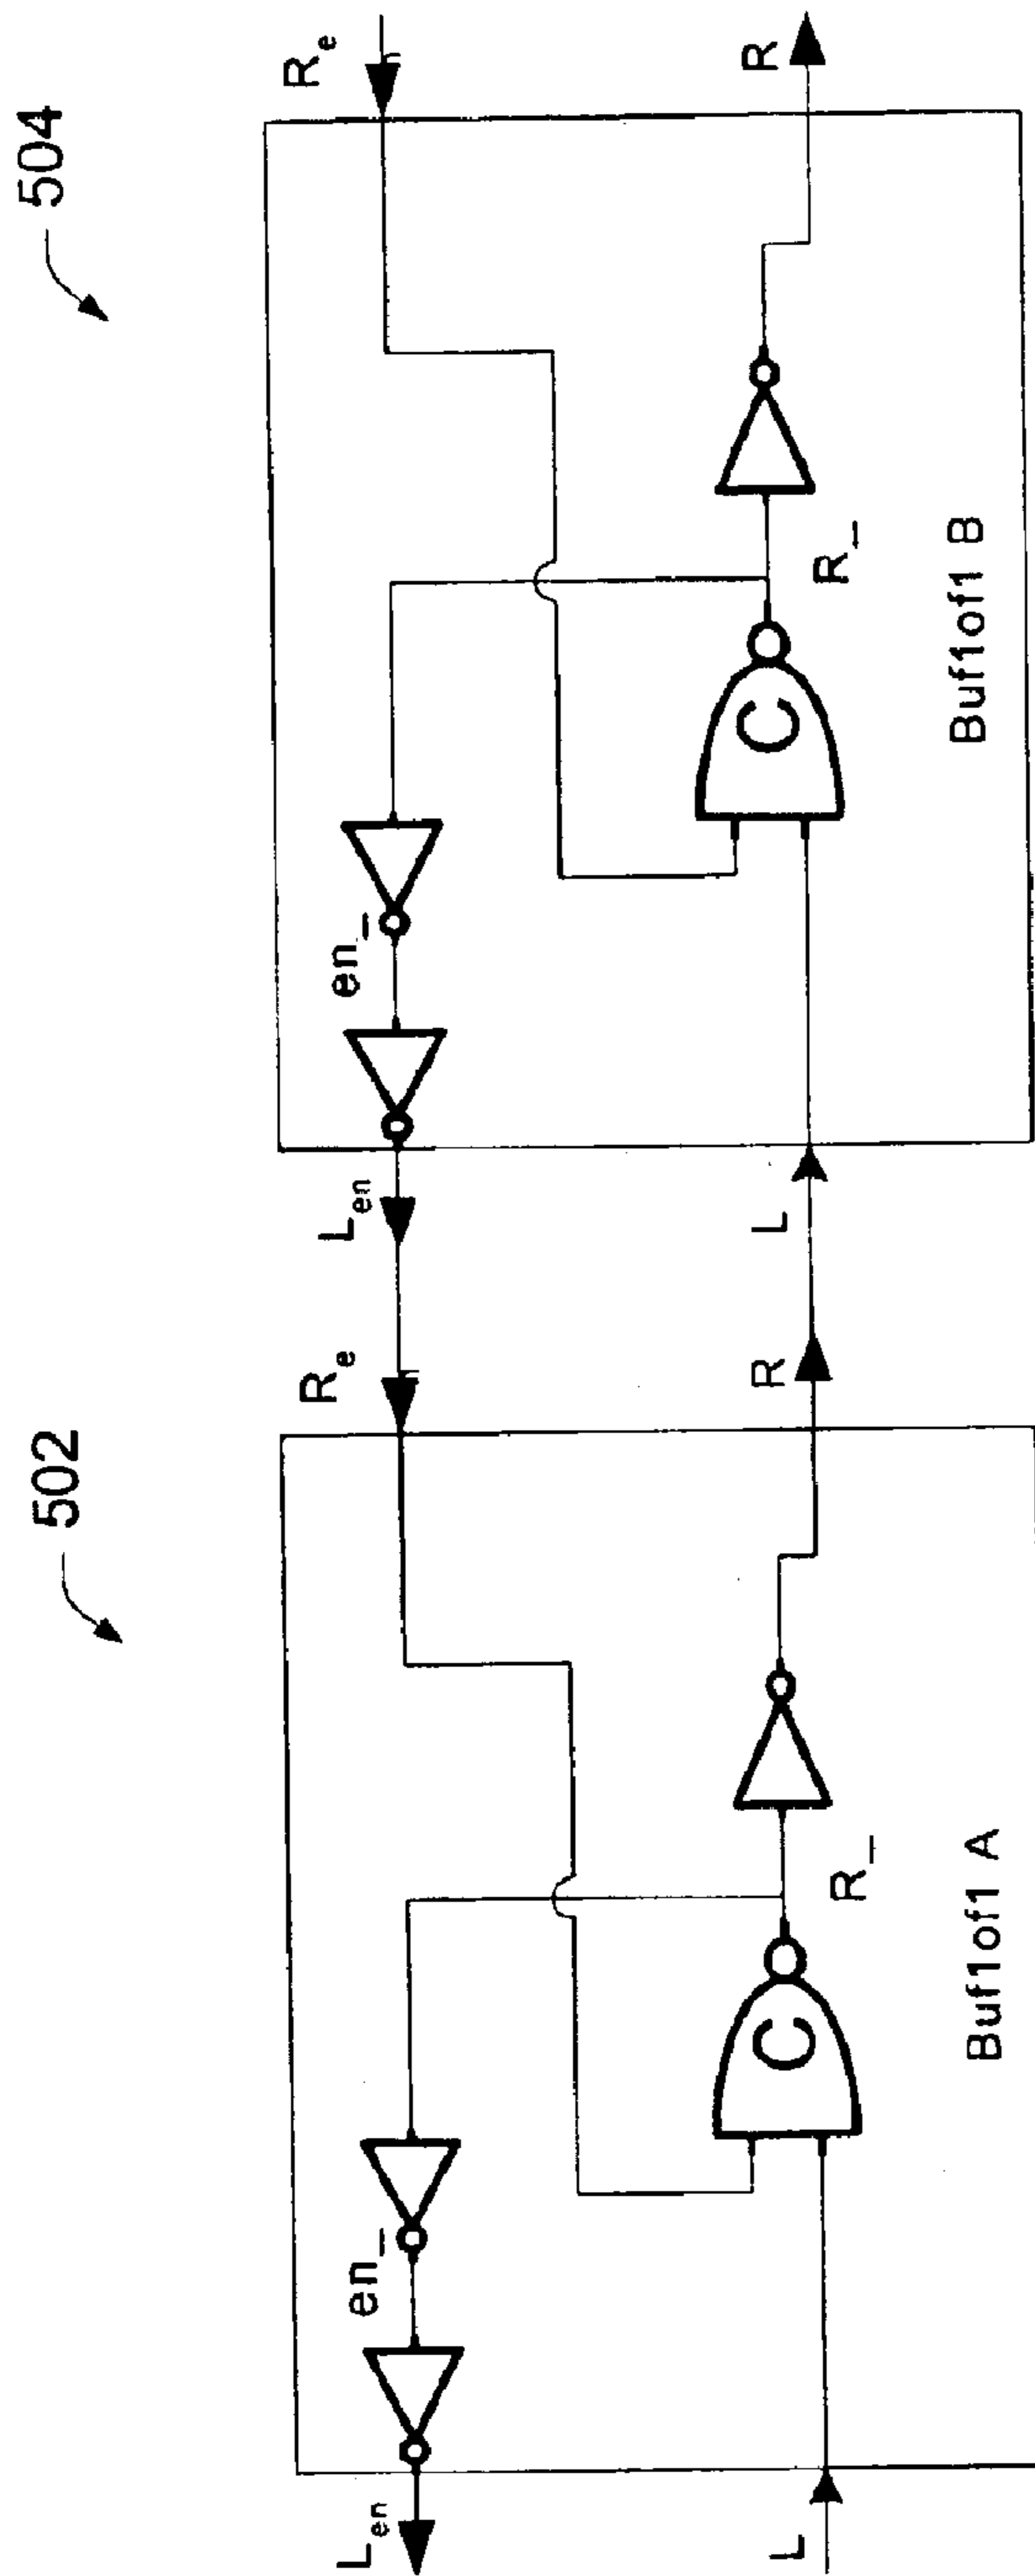 502
504
L_en
R_e
n
L_en
R_e
n
en_
en_
C
R_
C
R_
L
R
L
R
Buf1of1 A
Buf1of1 B